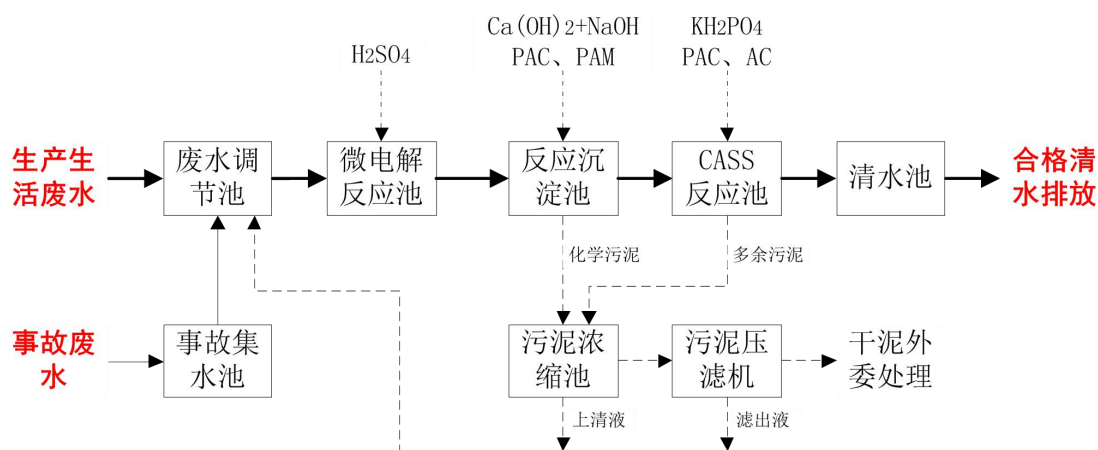 Ca(OH)2+NaOH
PAC、PAM
KH2PO4
PAC、AC
H2SO4
生产生
活废水
废水调
节池
微电解
反应池
反应沉
淀池
CASS
反应池
清水池
合格清
水排放
化学污泥
多余污泥
事故废
水
事故集
水池
污泥浓
缩池
污泥压
滤机
干泥外
委处理
上清液
滤出液